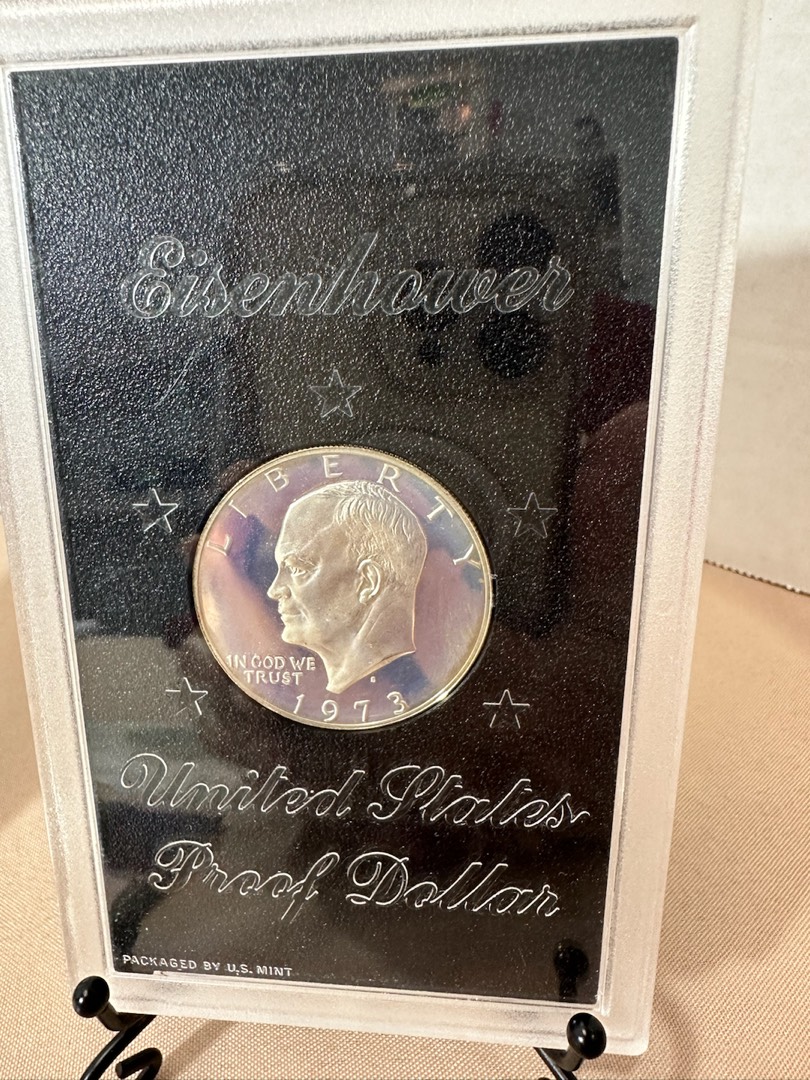 Eisenhower
LIBERTY
IN GOD WE
TRUST
S
1973
United States
Proof Dollar
PACKAGED BY U.S. MINT